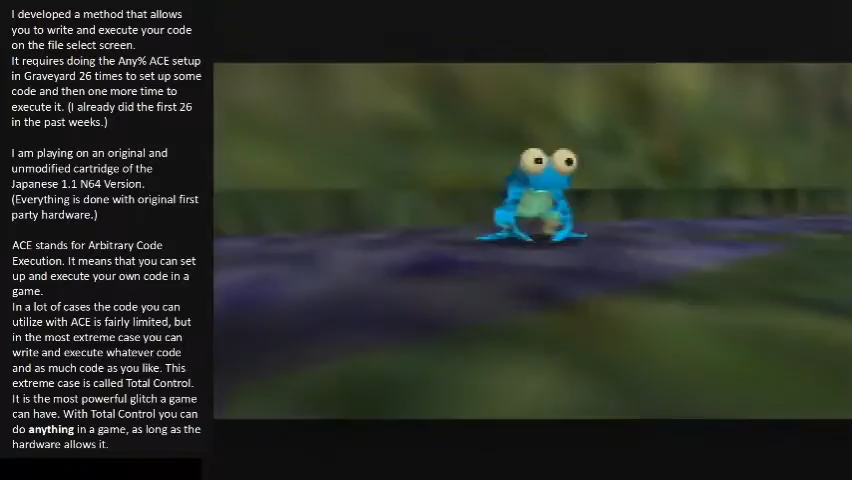 I developed a method that allows
you to write and execute your code
on the file select screen.
It requires doing the Any% ACE setup
in Graveyard 26 times to set up some
code and then one more time to
execute it. (I already did the first 26
in the past weeks.)
I am playing on an original and
unmodified cartridge of the
Japanese 1.1 N64 Version.
(Everything is done with original first
party hardware.)
ACE stands for Arbitrary Code
Execution. It means that you can set
up and execute your own code in a
game.
In a lot of cases the code you can
utilize with ACE is fairly limited, but
in the most extreme case you can
write and execute whatever code
and as much code as you like. This
extreme case is called Total Control.
It is the most powerful glitch a game
can have. With Total Control you can
do anything in a game, as long as the
hardware allows it.